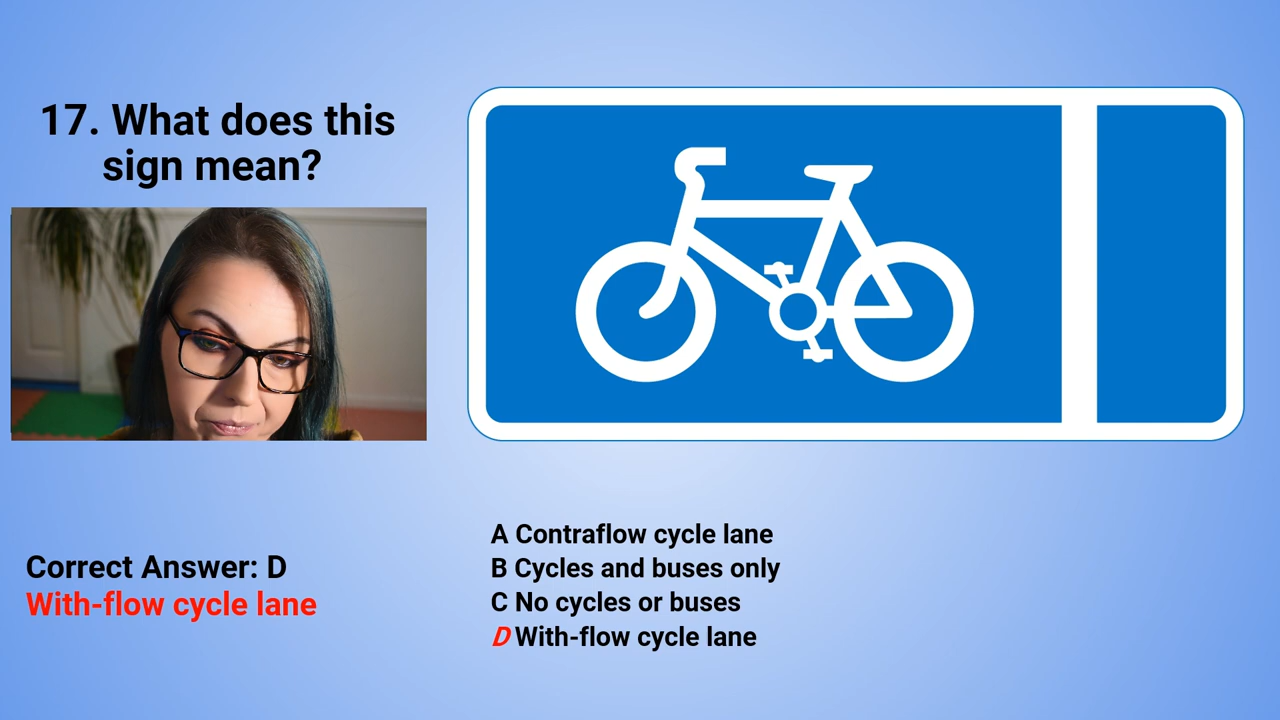 17. What does this
sign mean?
A Contraflow cycle lane
B Cycles and buses only
C No cycles or buses
D With-flow cycle lane
Correct Answer: D
With-flow cycle lane